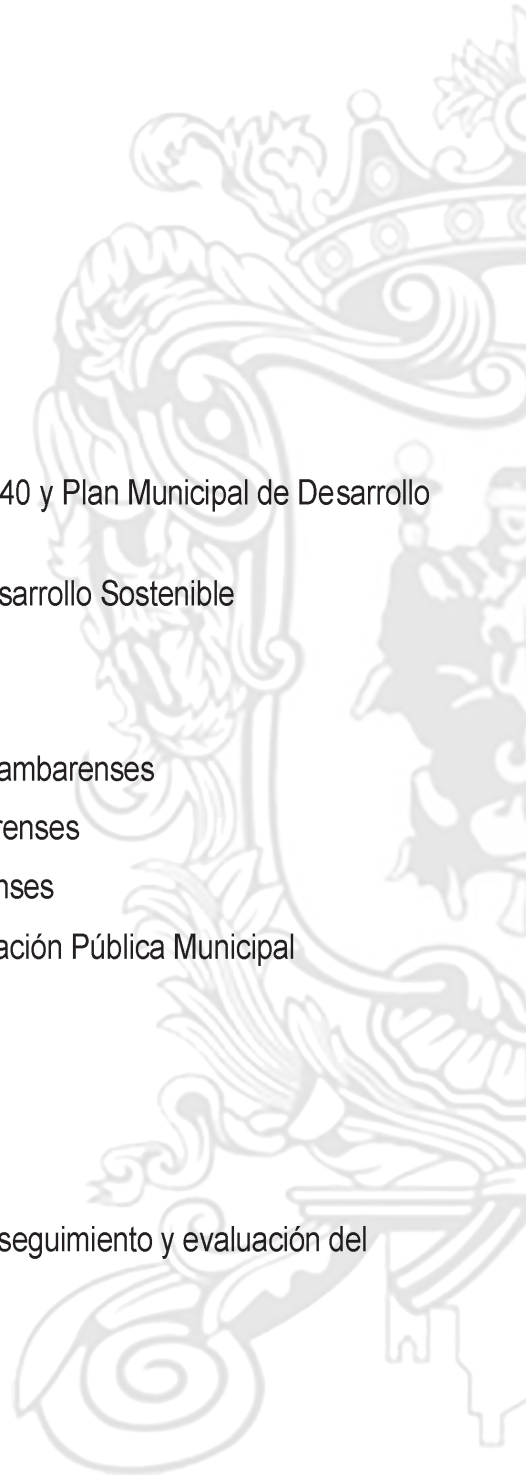 40 y Plan Municipal de Desarrollo
sarrollo Sostenible
ambarenses
renses
nses
ación Pública Municipal
seguimiento y evaluación del